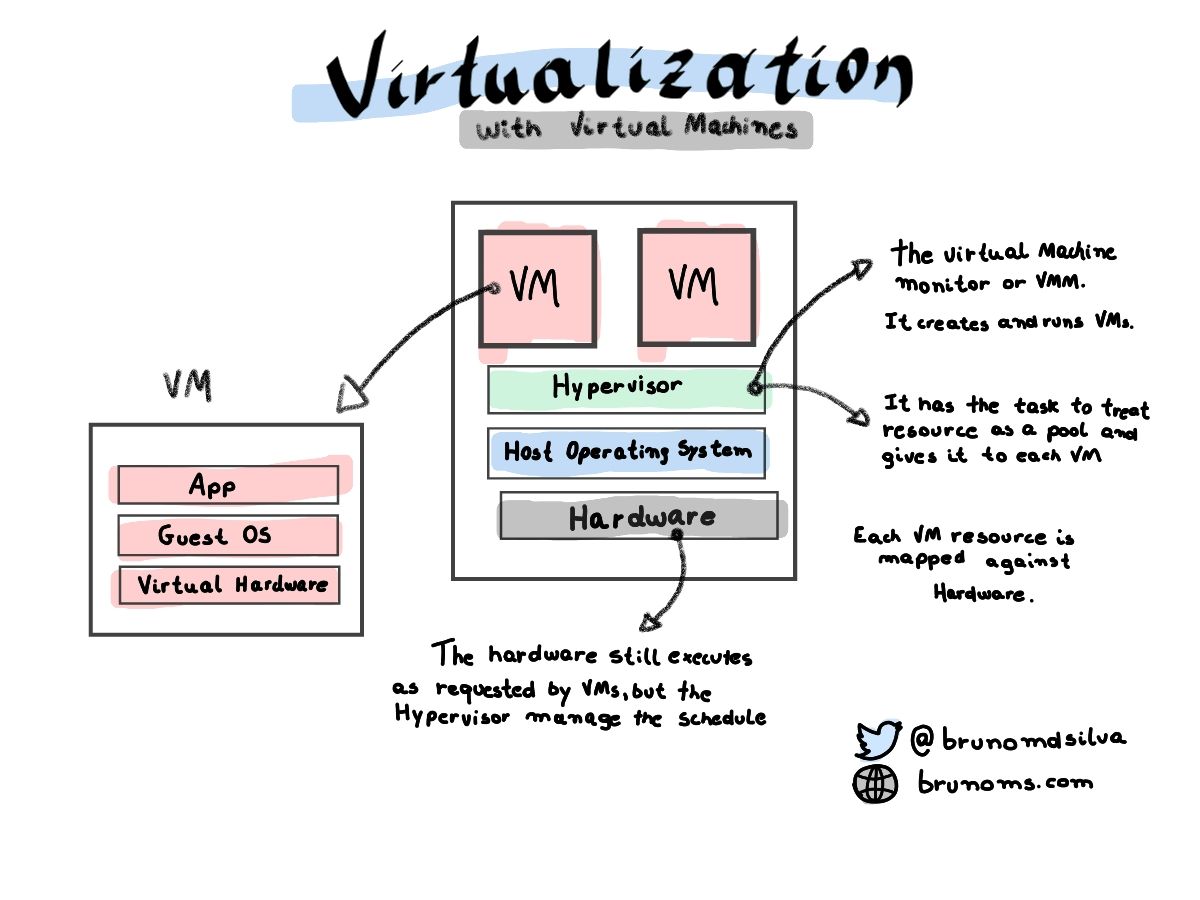 Virtualization
with Virtual Machines
VM
VM
Hypervisor
Host Operating System
Hardware
The virtual Machine
monitor or VMM.
It creates and runs VMs.
It has the task to treat
resource as a pool and
gives it to each VM
Each VM resource is
mapped against
Hardware.
VM
App
Guest OS
Virtual Hardware
The hardware still executes
as requested by VMs, but the
Hypervisor manage the schedule
@brunomdsilva
brunoms.com